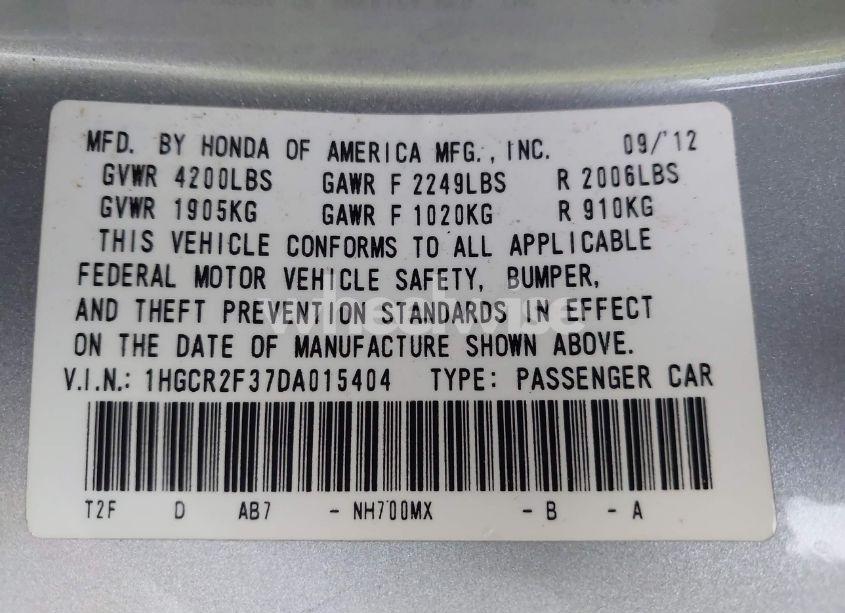 MFD. BY HONDA OF AMERICA MFG., INC. 09/'12
GVWR 4200LBS GAWR F 2249LBS R 2006LBS
GVWR 1905KG GAWR F 1020KG R 910KG
THIS VEHICLE CONFORMS TO ALL APPLICABLE
FEDERAL MOTOR VEHICLE SAFETY, BUMPER,
AND THEFT PREVENTION STANDARDS IN EFFECT
wheelwise
ON THE DATE OF MANUFACTURE SHOWN ABOVE.
V.I.N.: 1HGCR2F37DA015404 TYPE: PASSENGER CAR
T2F D AB7 - NH700MX - B - A